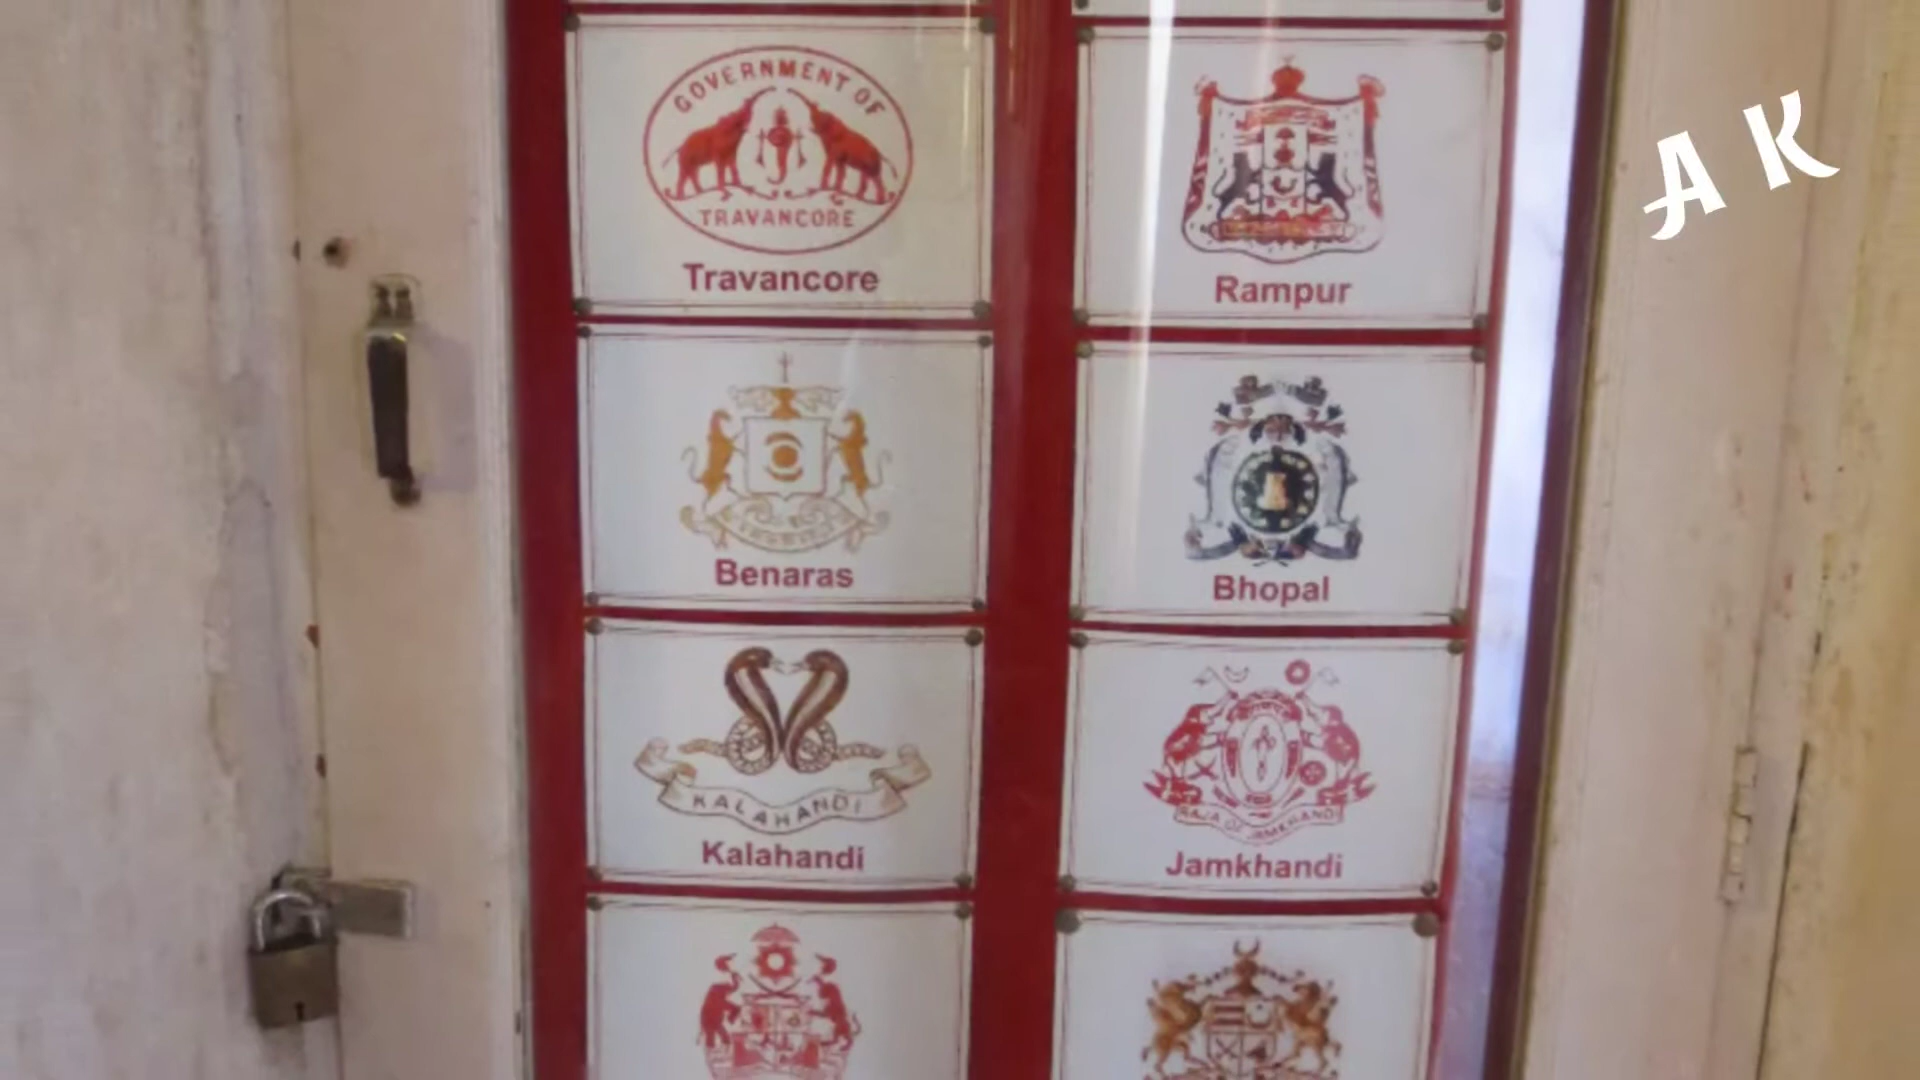 GOVERNMENT OF
TRAVANCORE
Travancore
Rampur
Benaras
Bhopal
KALAHANDI
Kalahandi
RAJA OF JAMKHANDI
Jamkhandi
A K